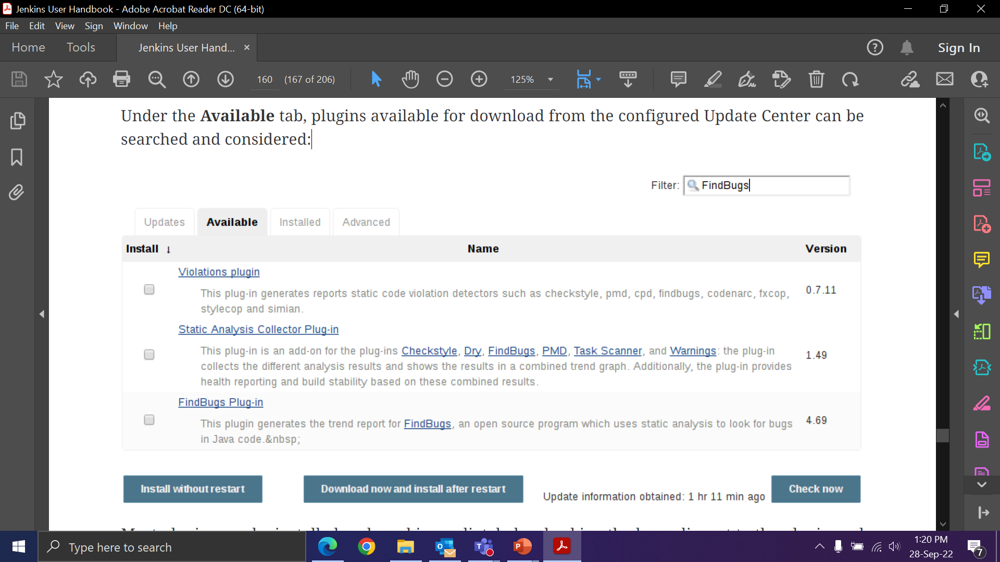 Jenkins User Handbook - Adobe Acrobat Reader DC (64-bit)
File Edit View Sign Window Help
Home Tools Jenkins User Hand... × Sign In
160 (167 of 206) 125%
Under the Available tab, plugins available for download from the configured Update Center can be
searched and considered:
Filter: FindBugs
Updates Available Installed Advanced
Install ↓ Name Version
Violations plugin
This plug-in generates reports static code violation detectors such as checkstyle, pmd, cpd, findbugs, codenarc, fxcop,
stylecop and simian.
0.7.11
Static Analysis Collector Plug-in
This plug-in is an add-on for the plug-ins Checkstyle, Dry, FindBugs, PMD, Task Scanner, and Warnings: the plug-in
collects the different analysis results and shows the results in a combined trend graph. Additionally, the plug-in provides
health reporting and build stability based on these combined results.
1.49
FindBugs Plug-in
This plugin generates the trend report for FindBugs, an open source program which uses static analysis to look for bugs
in Java code.&nbsp;
4.69
Install without restart Download now and install after restart Update information obtained: 1 hr 11 min ago Check now
Type here to search
1:20 PM
28-Sep-22
7